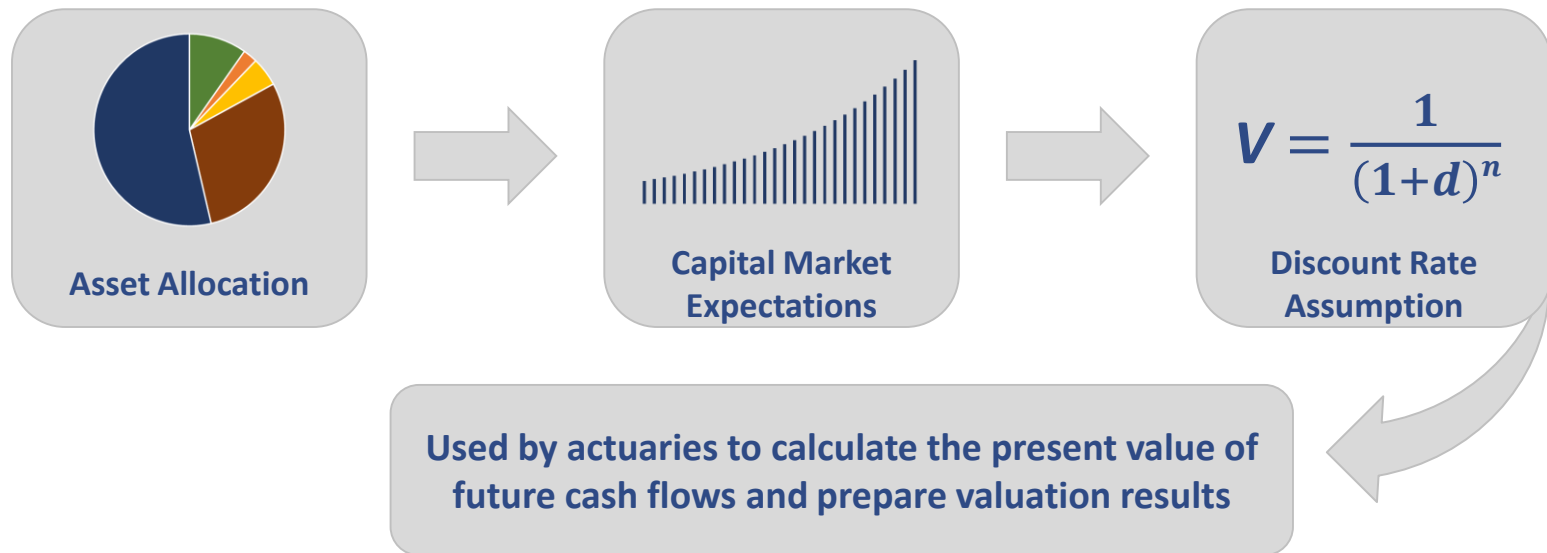 Asset Allocation
Capital Market
Expectations
V = 1/(1+d)^n
Discount Rate
Assumption
Used by actuaries to calculate the present value of
future cash flows and prepare valuation results